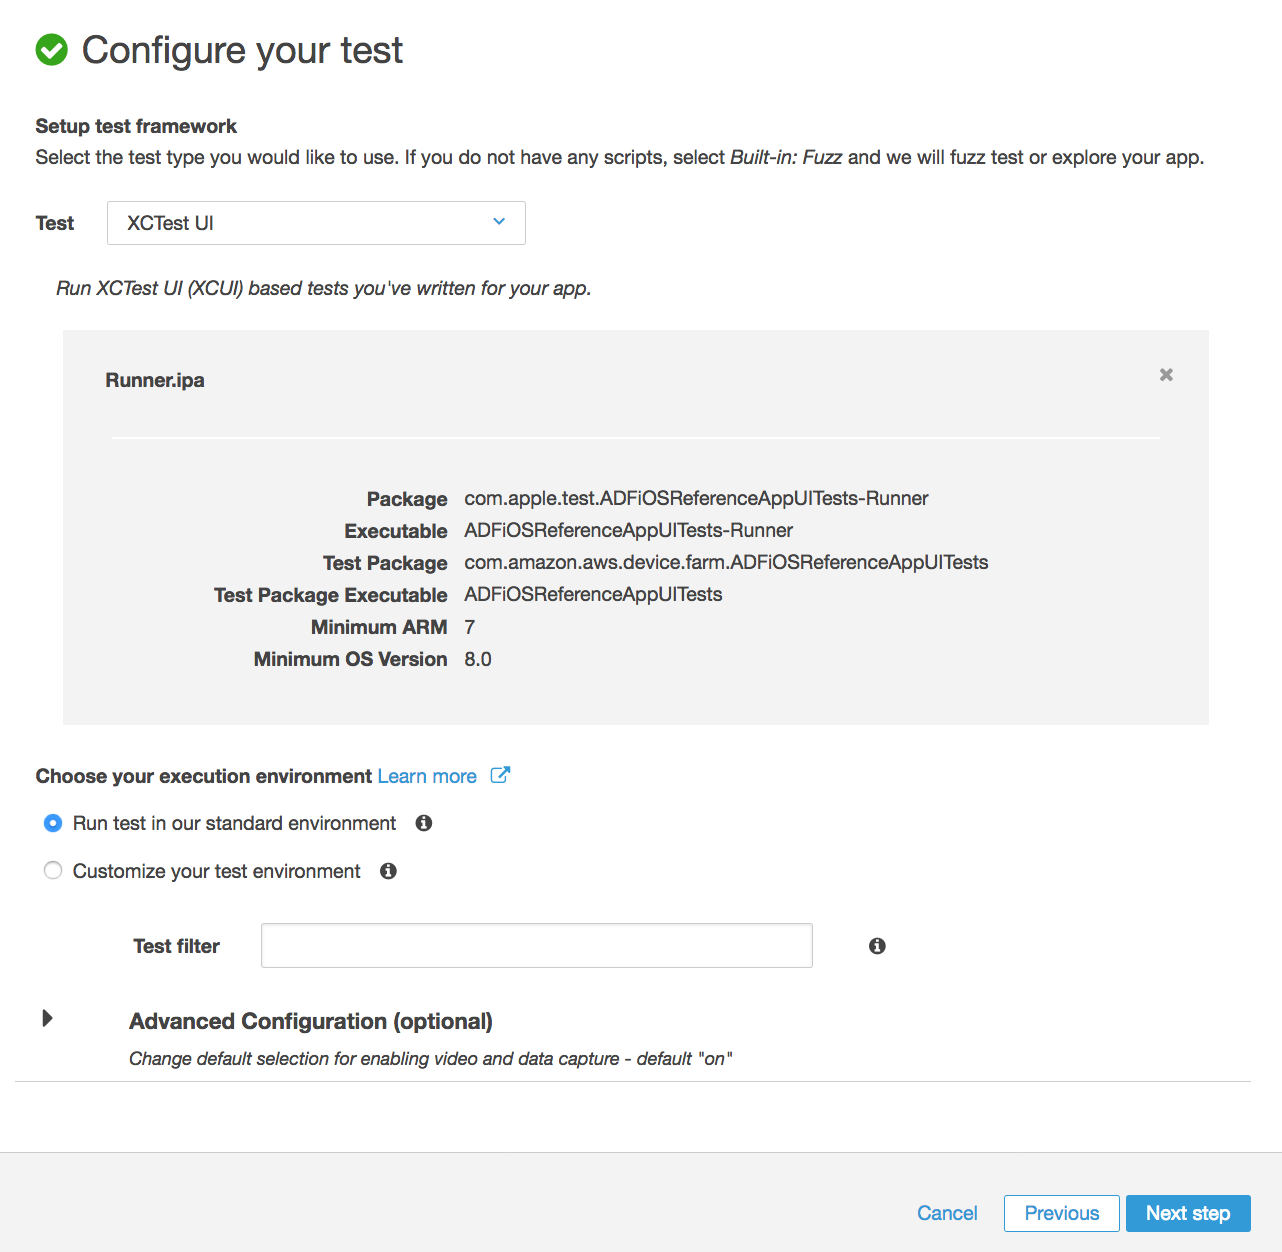 Configure your test
Setup test framework
Select the test type you would like to use. If you do not have any scripts, select Built-in: Fuzz and we will fuzz test or explore your app.
Test XCTest UI
Run XCTest UI (XCUI) based tests you've written for your app.
Runner.ipa
Package com.apple.test.ADFiOSReferenceAppUITests-Runner
Executable ADFiOSReferenceAppUITests-Runner
Test Package com.amazon.aws.device.farm.ADFiOSReferenceAppUITests
Test Package Executable ADFiOSReferenceAppUITests
Minimum ARM 7
Minimum OS Version 8.0
Choose your execution environment Learn more
Run test in our standard environment
Customize your test environment
Test filter
Advanced Configuration (optional)
Change default selection for enabling video and data capture - default "on"
Cancel Previous Next step